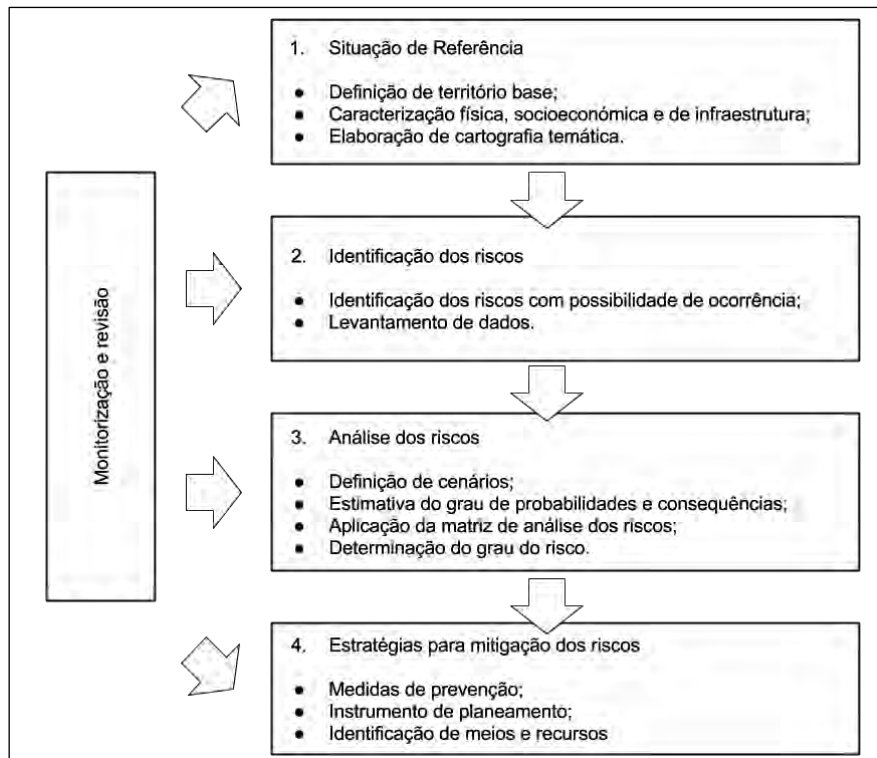 1. Situação de Referência
● Definição de território base;
■ Caracterização física, socioeconómica e de infraestrutura;
● Elaboração de cartografia temática.
Monitorização e revisão
2. Identificação dos riscos
● Identificação dos riscos com possibilidade de ocorrência;
■ Levantamento de dados.
3. Análise dos riscos
● Definição de cenários;
■ Estimativa do grau de probabilidades e consequências;
● Aplicação da matriz de análise dos riscos;
■ Determinação do grau do risco.
4. Estratégias para mitigação dos riscos
● Medidas de prevenção;
■ Instrumento de planeamento;
● Identificação de meios e recursos